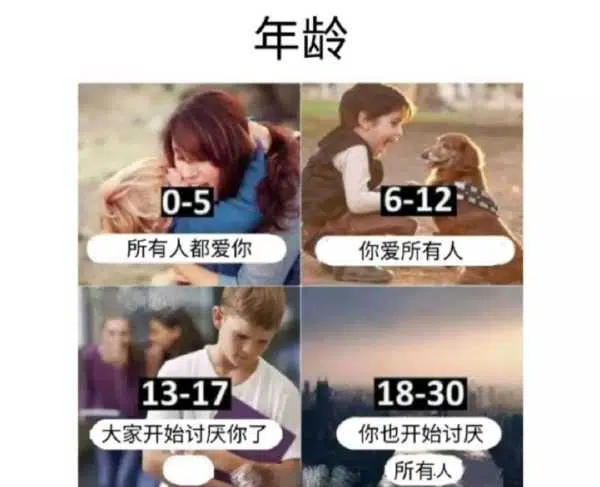 年龄
0-5
所有人都爱你
6-12
你爱所有人
13-17
大家开始讨厌你了
18-30
你也开始讨厌
所有人